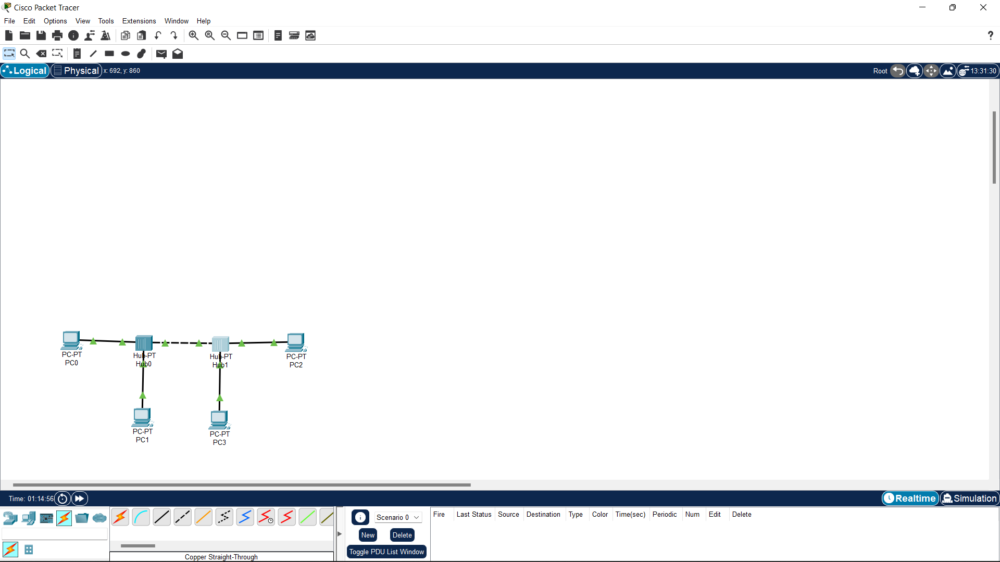 Cisco Packet Tracer
File Edit Options View Tools Extensions Window Help
?
Logical Physical x: 692, y: 860 Root 13:31:30
PC-PT
PC0
Hub-PT
Hub0
Hub-PT
Hub1
PC-PT
PC2
PC-PT
PC1
PC-PT
PC3
Time: 01:14:56 Realtime Simulation
Scenario 0
New Delete
Toggle PDU List Window
Fire Last Status Source Destination Type Color Time(sec) Periodic Num Edit Delete
Copper Straight-Through